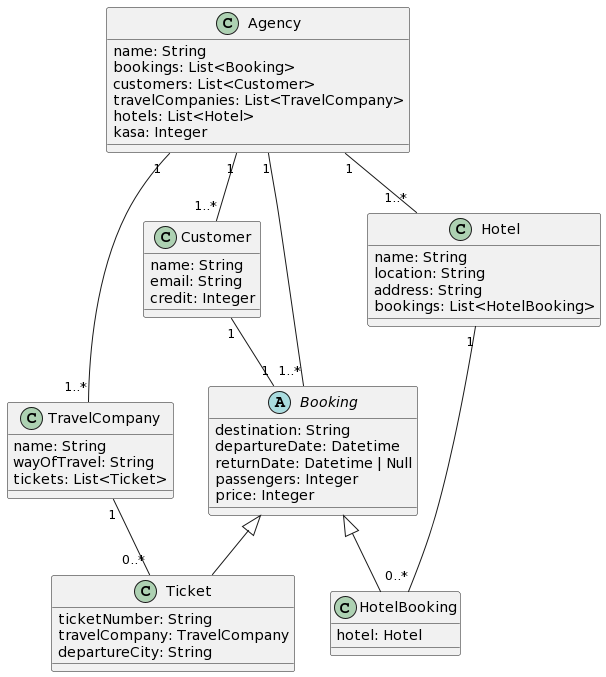 C Agency
name: String
bookings: List<Booking>
customers: List<Customer>
travelCompanies: List<TravelCompany>
hotels: List<Hotel>
kasa: Integer
1
1
1
1
1..*
1..*
C Customer
name: String
email: String
credit: Integer
C Hotel
name: String
location: String
address: String
bookings: List<HotelBooking>
1
1
1
1..*
1..*
C TravelCompany
name: String
wayOfTravel: String
tickets: List<Ticket>
A Booking
destination: String
departureDate: Datetime
returnDate: Datetime | Null
passengers: Integer
price: Integer
1
0..*
0..*
C Ticket
ticketNumber: String
travelCompany: TravelCompany
departureCity: String
C HotelBooking
hotel: Hotel